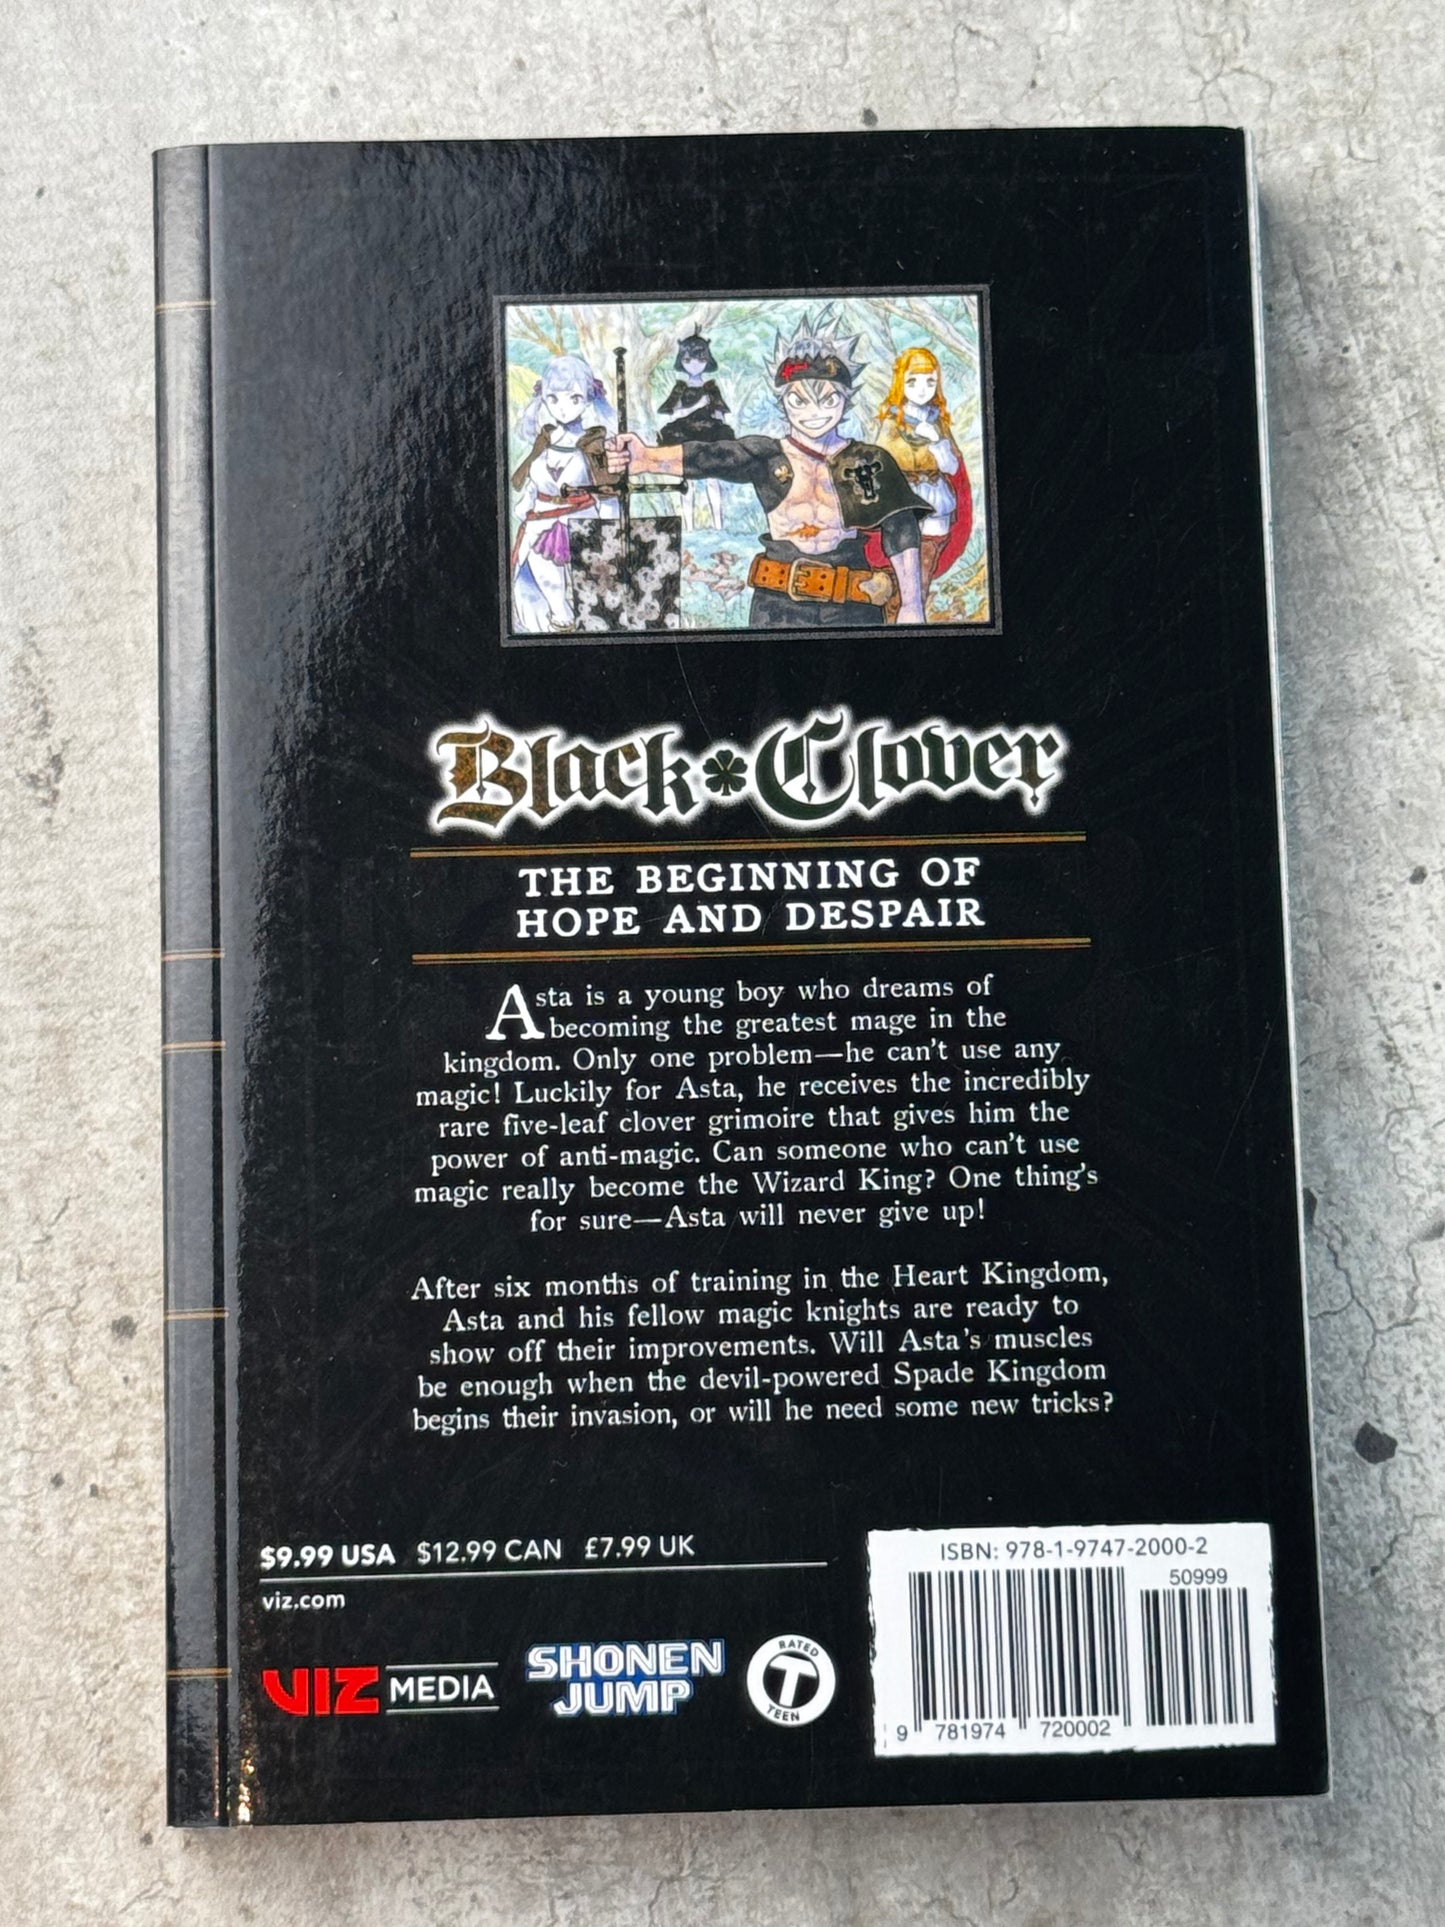 Black Clover
THE BEGINNING OF
HOPE AND DESPAIR
Asta is a young boy who dreams of
becoming the greatest mage in the
kingdom. Only one problem—he can't use any
magic! Luckily for Asta, he receives the incredibly
rare five-leaf clover grimoire that gives him the
power of anti-magic. Can someone who can't use
magic really become the Wizard King? One thing's
for sure—Asta will never give up!
After six months of training in the Heart Kingdom,
Asta and his fellow magic knights are ready to
show off their improvements. Will Asta's muscles
be enough when the devil-powered Spade Kingdom
begins their invasion, or will he need some new tricks?
$9.99 USA $12.99 CAN £7.99 UK
viz.com
VIZ MEDIA
SHONEN
JUMP
RATED
T
TEEN
ISBN: 978-1-9747-2000-2
50999
9 781974 720002